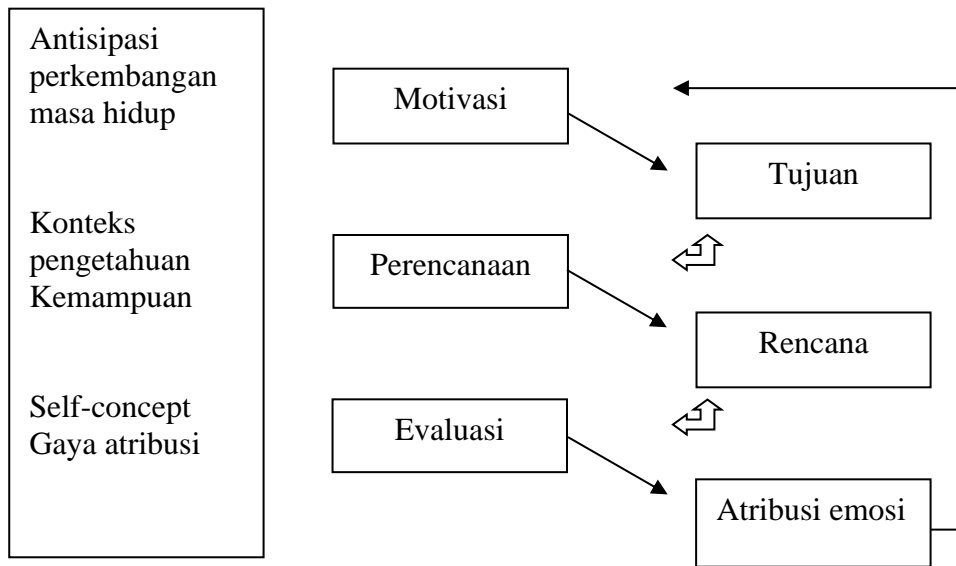 Antisipasi
perkembangan
masa hidup
Konteks
pengetahuan
Kemampuan
Self-concept
Gaya atribusi
Motivasi
Tujuan
Perencanaan
Rencana
Evaluasi
Atribusi emosi